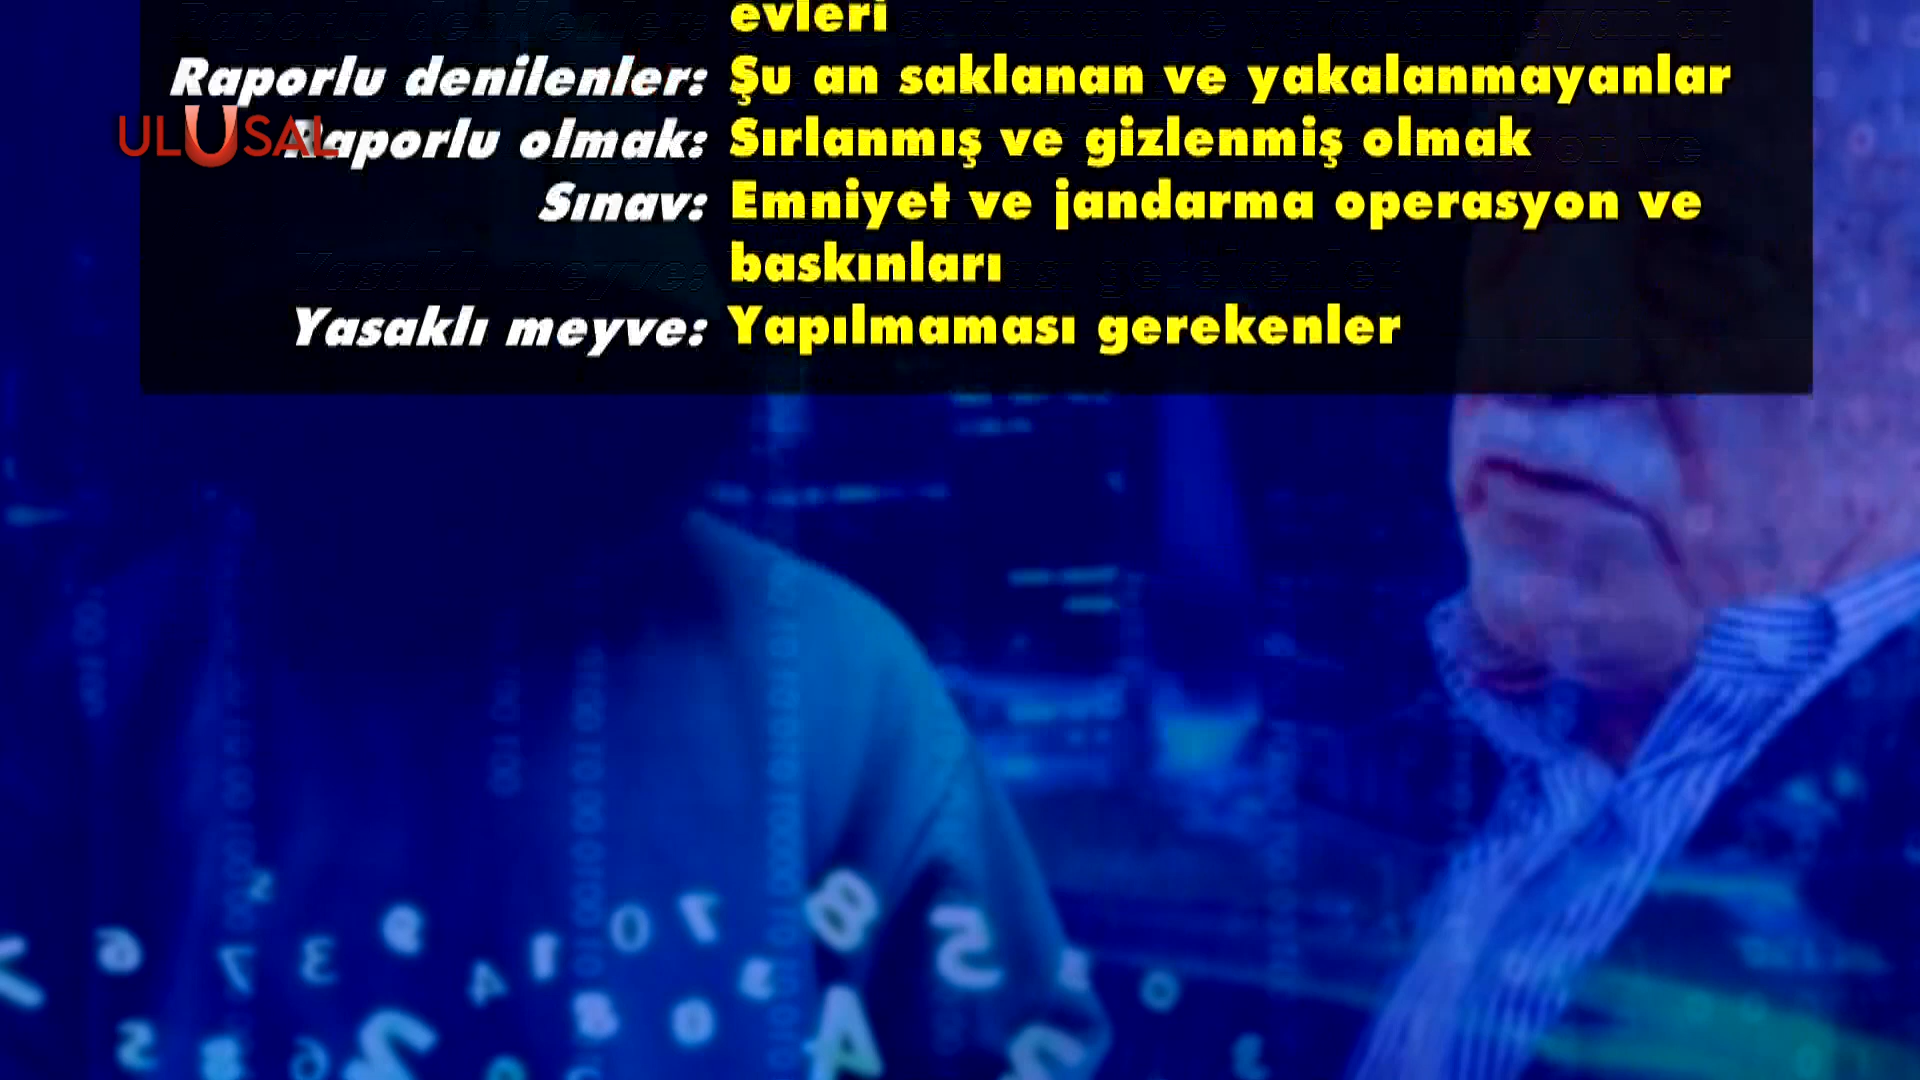 evleri
Raporlu denilenler: Şu an saklanan ve yakalanmayanlar
ULUSAL
Raporlu olmak: Sırlanmış ve gizlenmiş olmak
Sınav: Emniyet ve jandarma operasyon ve
baskınları
Yasaklı meyve: Yapılmaması gerekenler